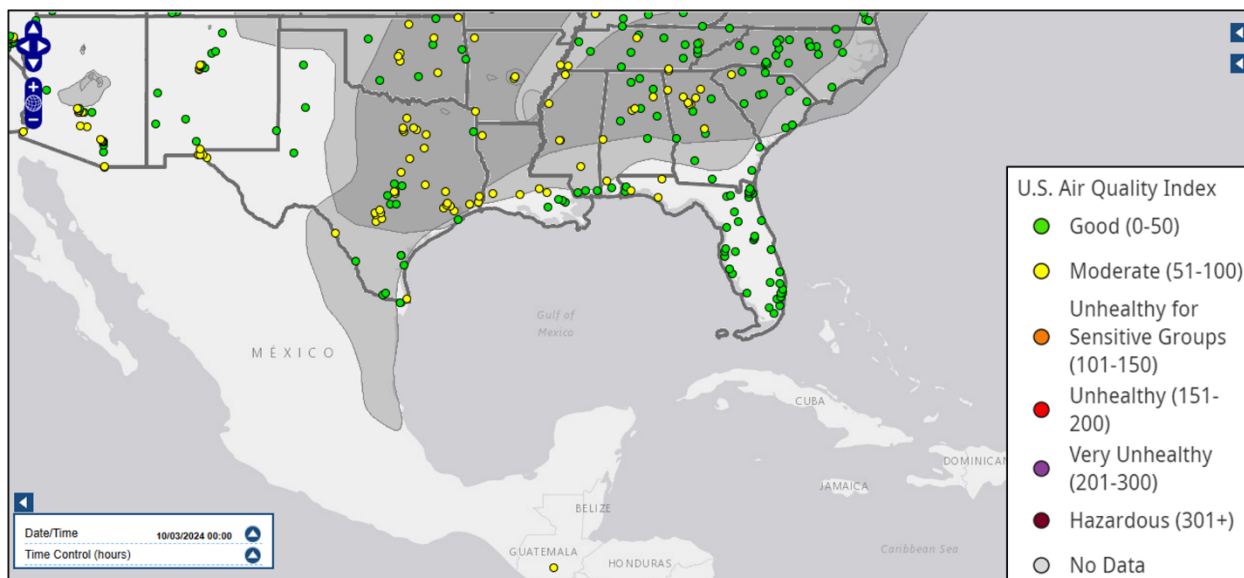 U.S. Air Quality Index
Good (0-50)
Moderate (51-100)
Unhealthy for
Sensitive Groups
(101-150)
Unhealthy (151-
200)
Very Unhealthy
(201-300)
Hazardous (301+)
No Data
Gulf of
Mexico
MÉXICO
CUBA
DOMINICAN
JAMAICA
BELIZE
GUATEMALA
HONDURAS
Caribbean Sea
Date/Time 10/03/2024 00:00
Time Control (hours)